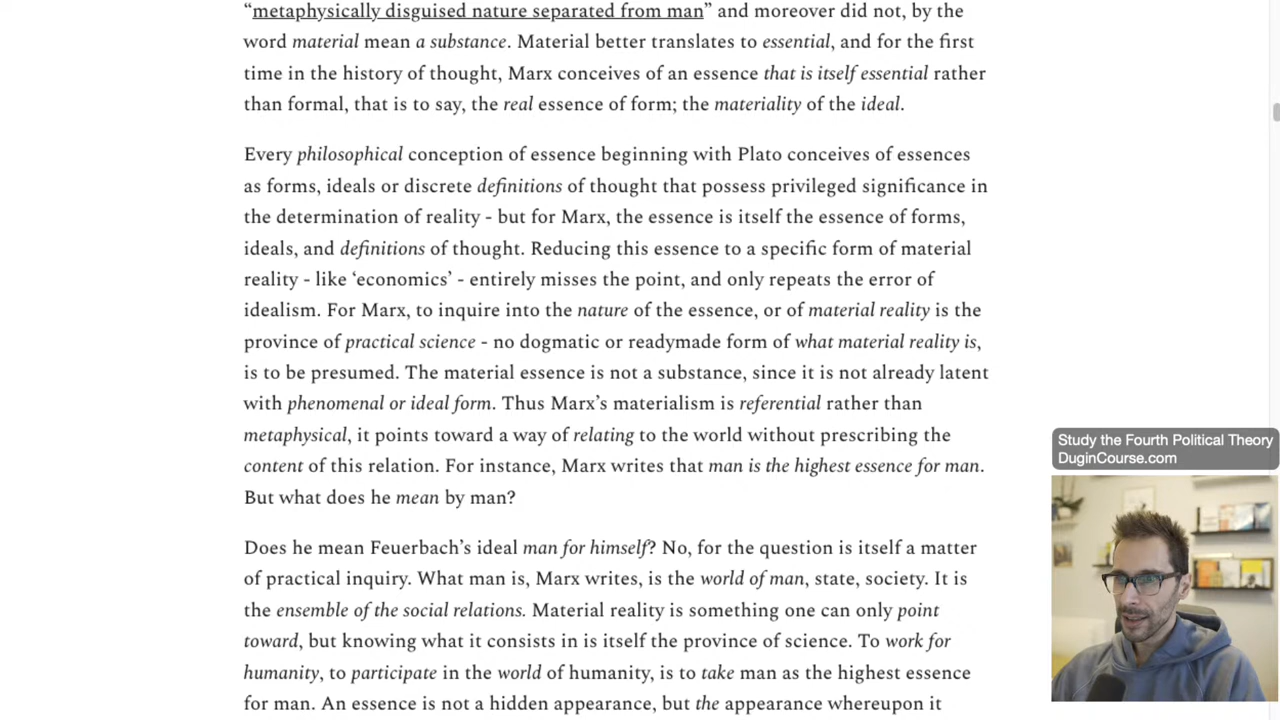 “metaphysically disguised nature separated from man” and moreover did not, by the
word material mean a substance. Material better translates to essential, and for the first
time in the history of thought, Marx conceives of an essence that is itself essential rather
than formal, that is to say, the real essence of form; the materiality of the ideal.
Every philosophical conception of essence beginning with Plato conceives of essences
as forms, ideals or discrete definitions of thought that possess privileged significance in
the determination of reality - but for Marx, the essence is itself the essence of forms,
ideals, and definitions of thought. Reducing this essence to a specific form of material
reality - like ‘economics’ - entirely misses the point, and only repeats the error of
idealism. For Marx, to inquire into the nature of the essence, or of material reality is the
province of practical science - no dogmatic or readymade form of what material reality is,
is to be presumed. The material essence is not a substance, since it is not already latent
with phenomenal or ideal form. Thus Marx’s materialism is referential rather than
metaphysical, it points toward a way of relating to the world without prescribing the
content of this relation. For instance, Marx writes that man is the highest essence for man.
But what does he mean by man?
Does he mean Feuerbach’s ideal man for himself? No, for the question is itself a matter
of practical inquiry. What man is, Marx writes, is the world of man, state, society. It is
the ensemble of the social relations. Material reality is something one can only point
toward, but knowing what it consists in is itself the province of science. To work for
humanity, to participate in the world of humanity, is to take man as the highest essence
for man. An essence is not a hidden appearance, but the appearance whereupon it
Study the Fourth Political Theory
DuginCourse.com